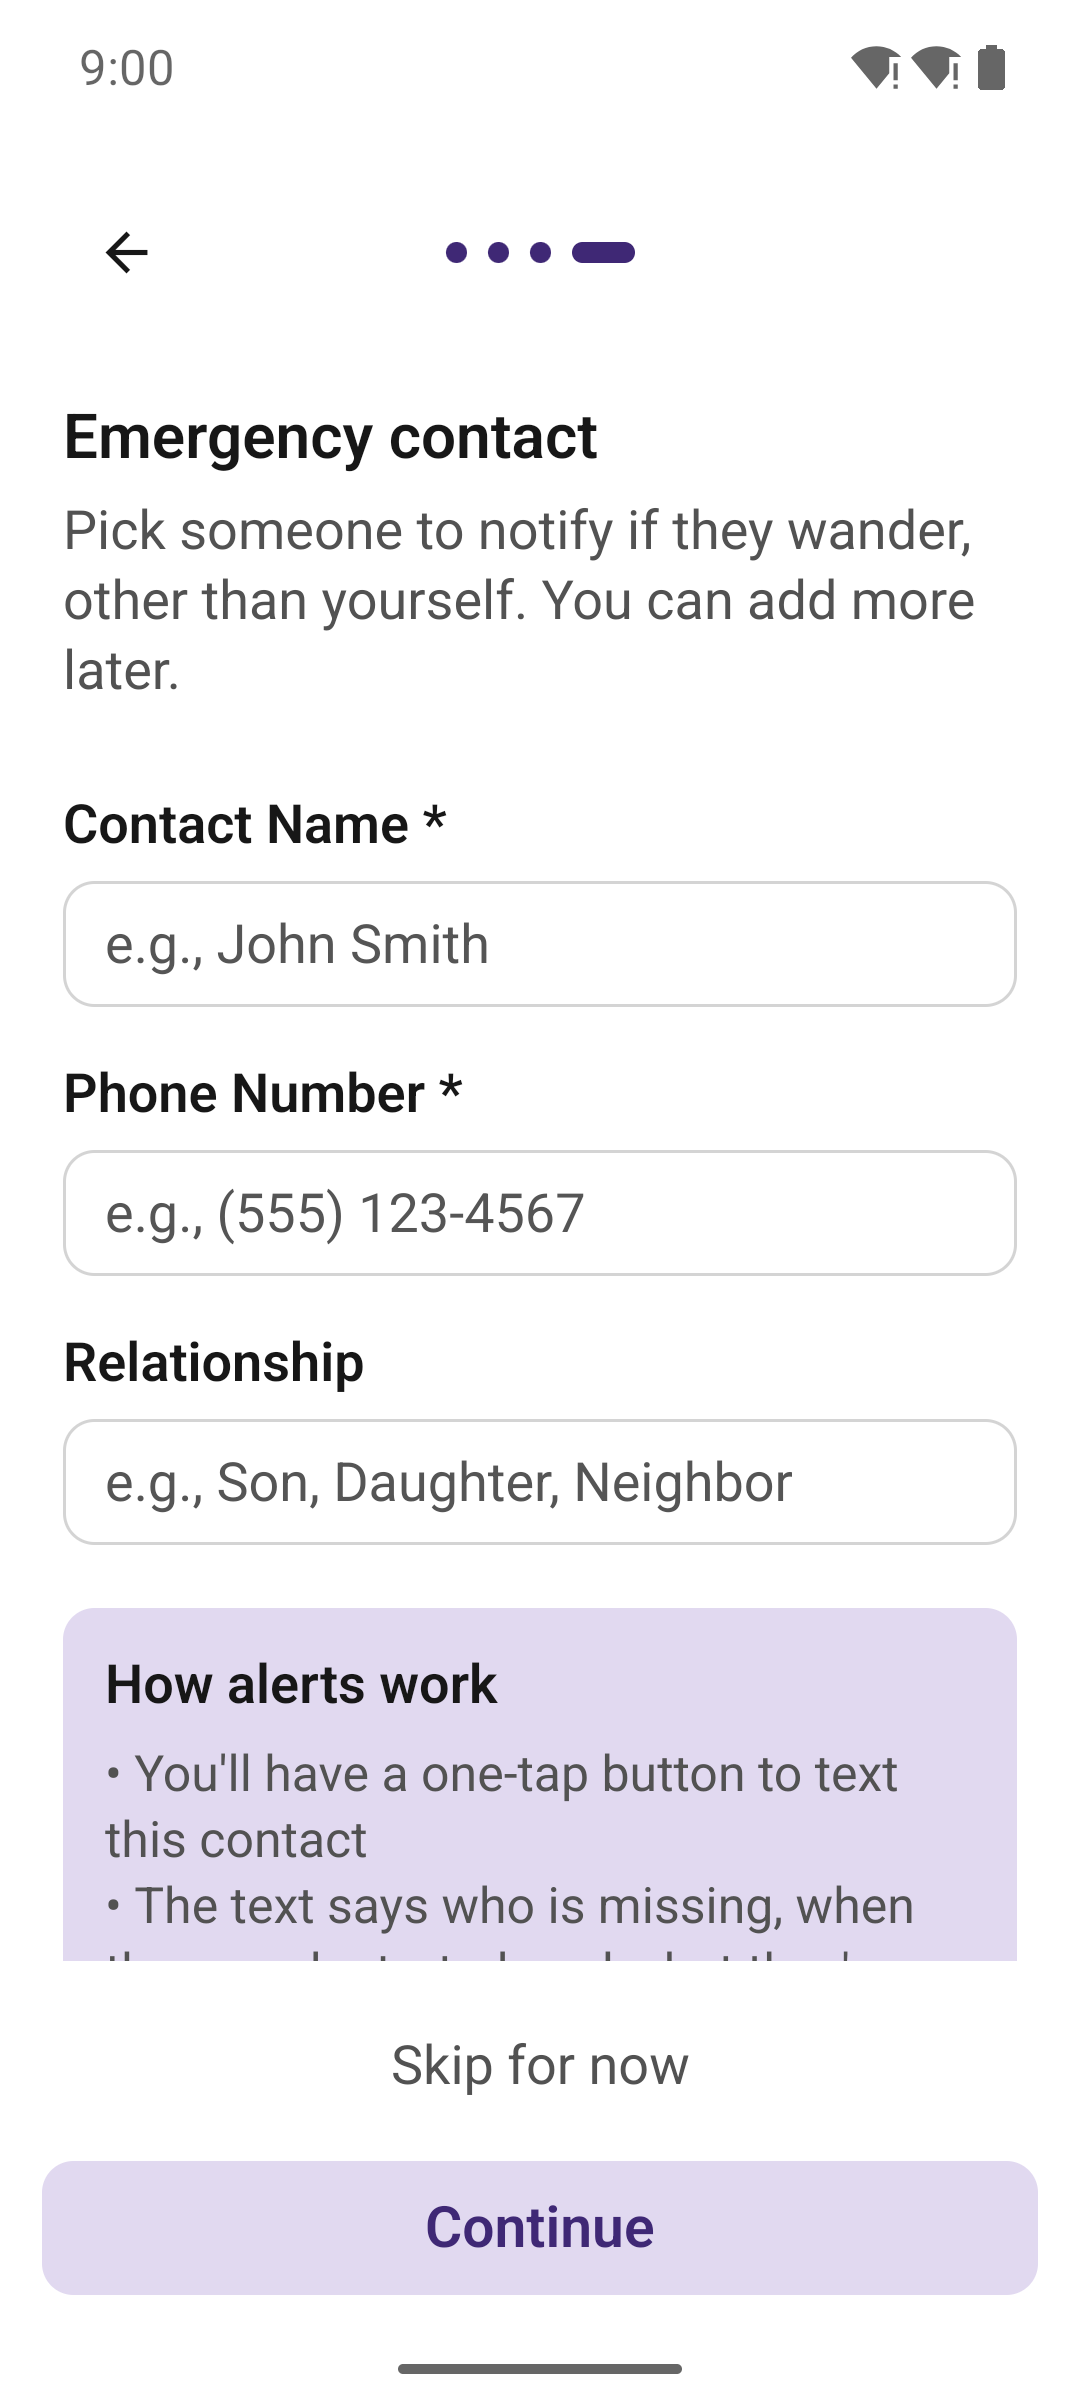 9:00
Emergency contact
Pick someone to notify if they wander,
other than yourself. You can add more
later.
Contact Name *
e.g., John Smith
Phone Number *
e.g., (555) 123-4567
Relationship
e.g., Son, Daughter, Neighbor
How alerts work
• You'll have a one-tap button to text
this contact
• The text says who is missing, when
Skip for now
Continue